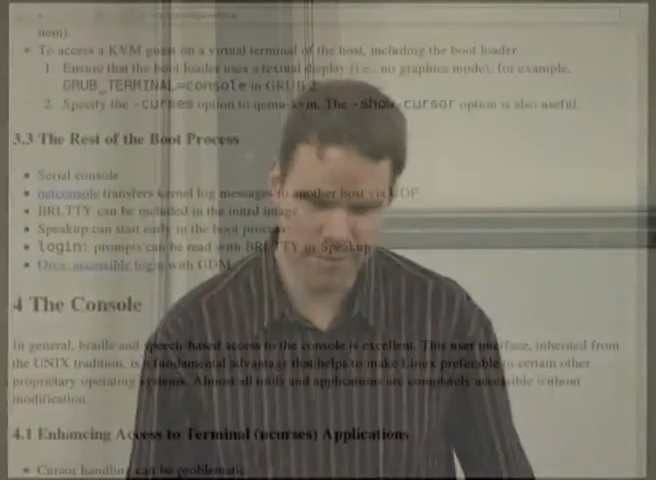 item).
• To access a KVM guest on a virtual terminal of the host, including the boot loader
1. Ensure that the boot loader uses a textual display (i.e., no graphics mode), for example,
GRUB_TERMINAL=console in GRUB 2
2. Specify the -curses option to qemu-kvm. The -show-cursor option is also useful.
3.3 The Rest of the Boot Process
• Serial console
• netconsole transfers kernel log messages to another host via UDP
• BRLTTY can be included in the initrd image
• Speakup can start early in the boot process
• login: prompts can be read with BRLTTY or Speakup
• Orca accessible login with GDM
4 The Console
In general, braille and speech based access to the console is excellent. This user interface, inherited from
the UNIX tradition, is a fundamental advantage that helps to make Linux preferable to certain other
proprietary operating systems. Almost all tools and applications are completely accessible without
modification.
4.1 Enhancing Access to Terminal (ncurses) Applications
• Cursor handling can be problematic